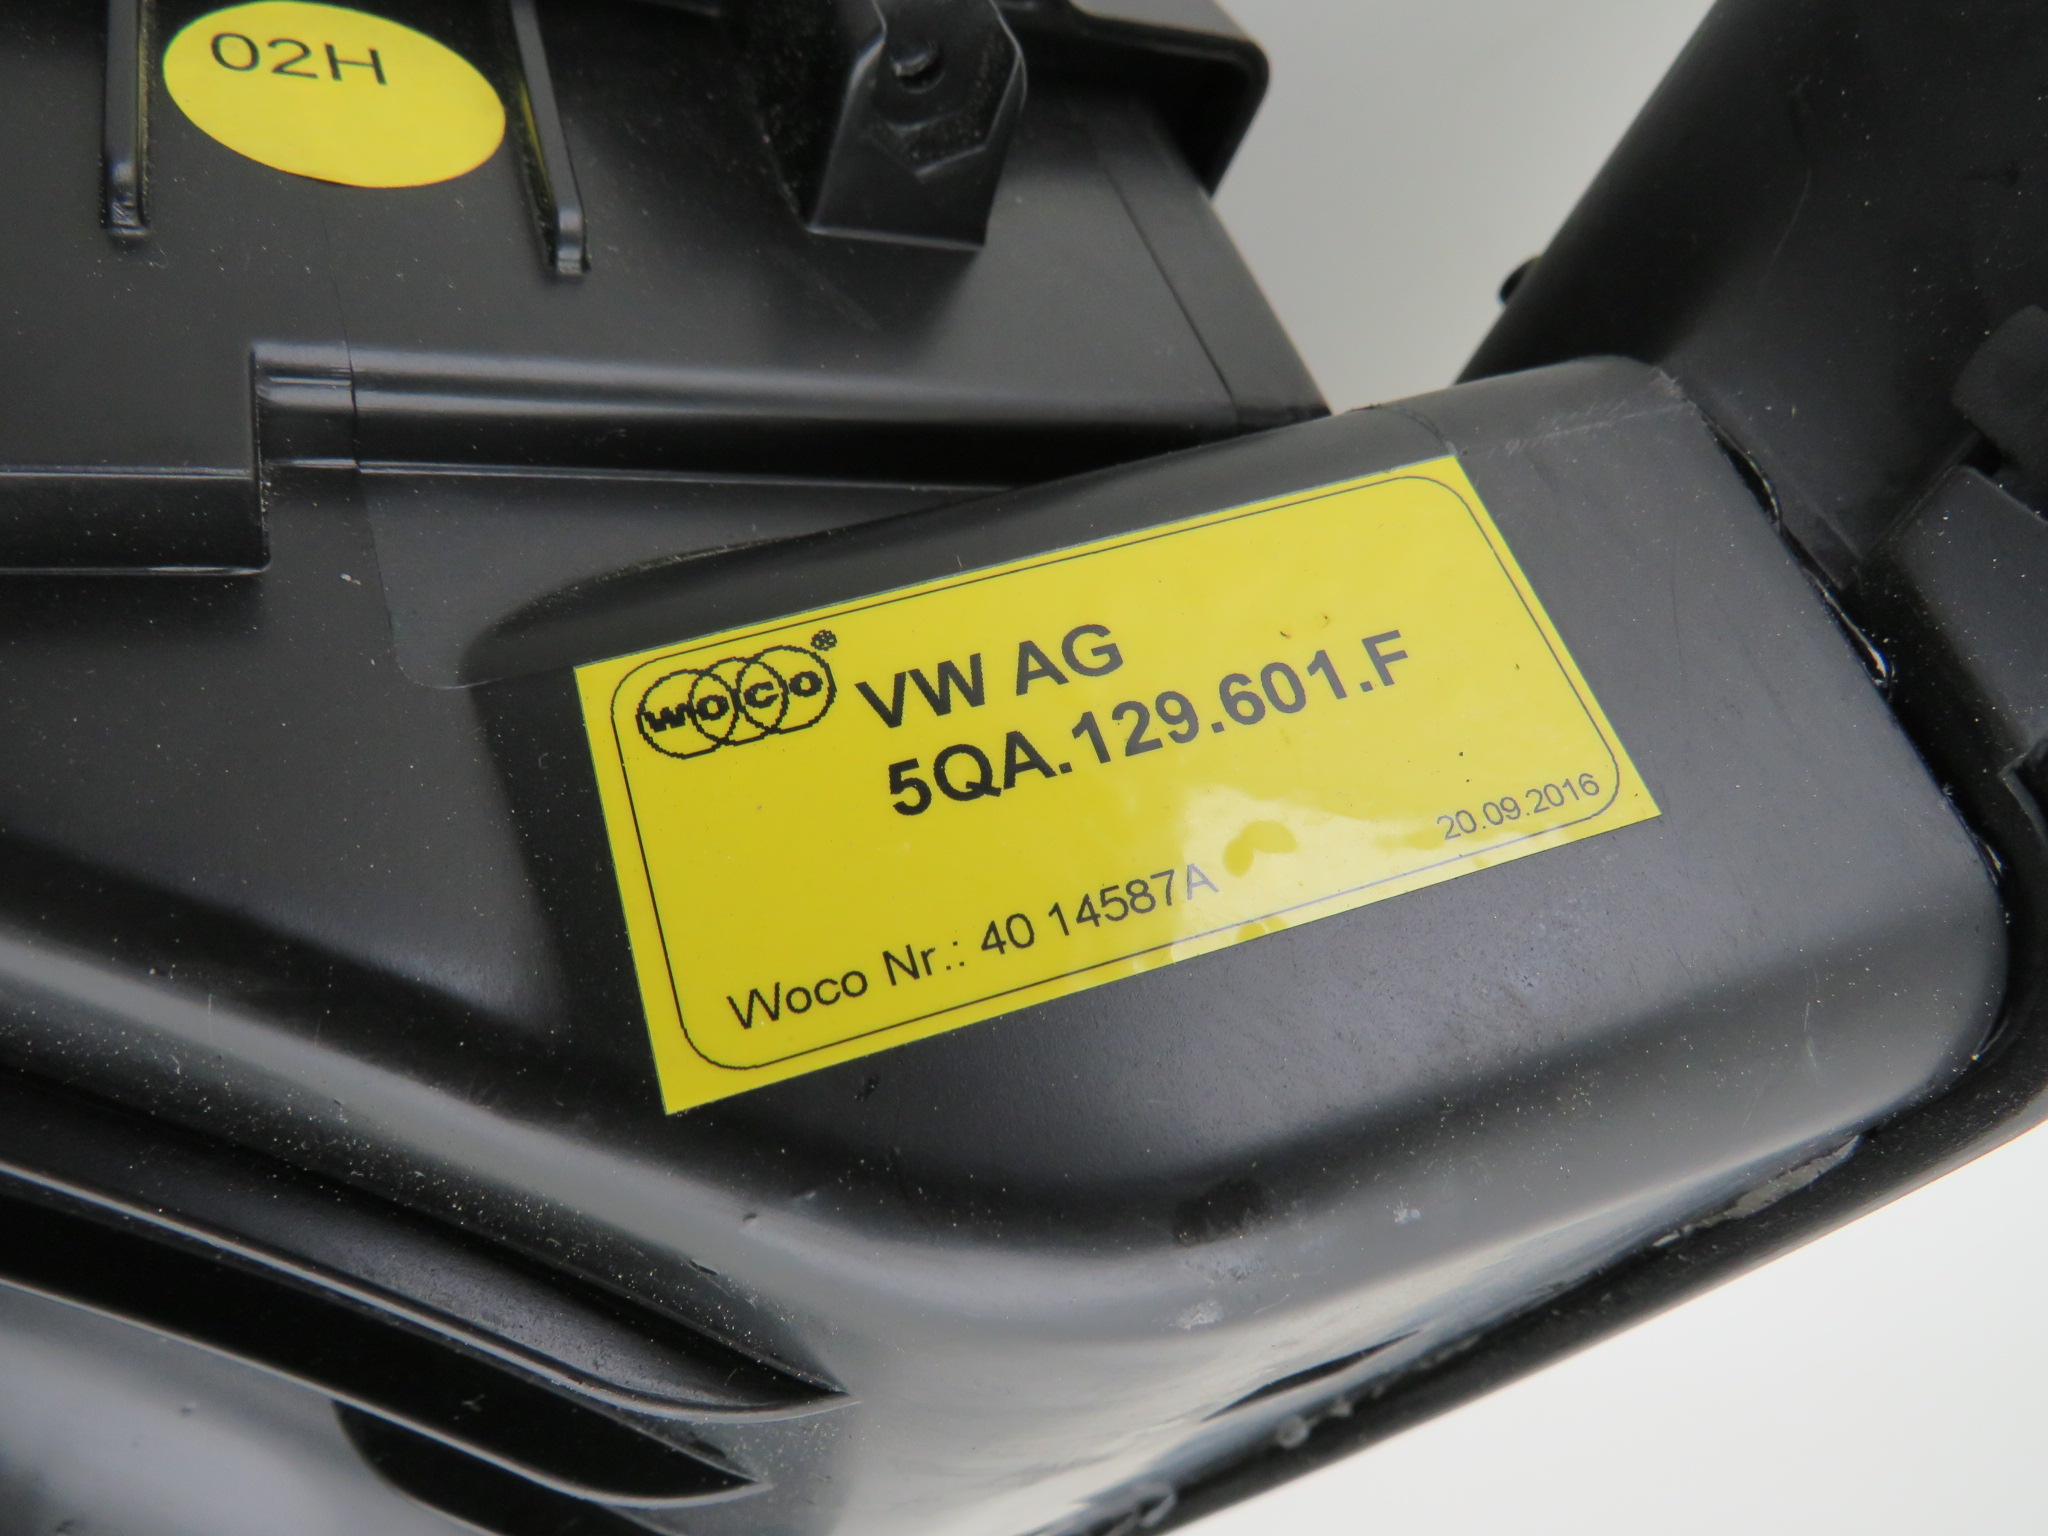 02H
WOCO®
VW AG
5QA.129.601.F
20.09.2016
Woco Nr.: 40 14587A